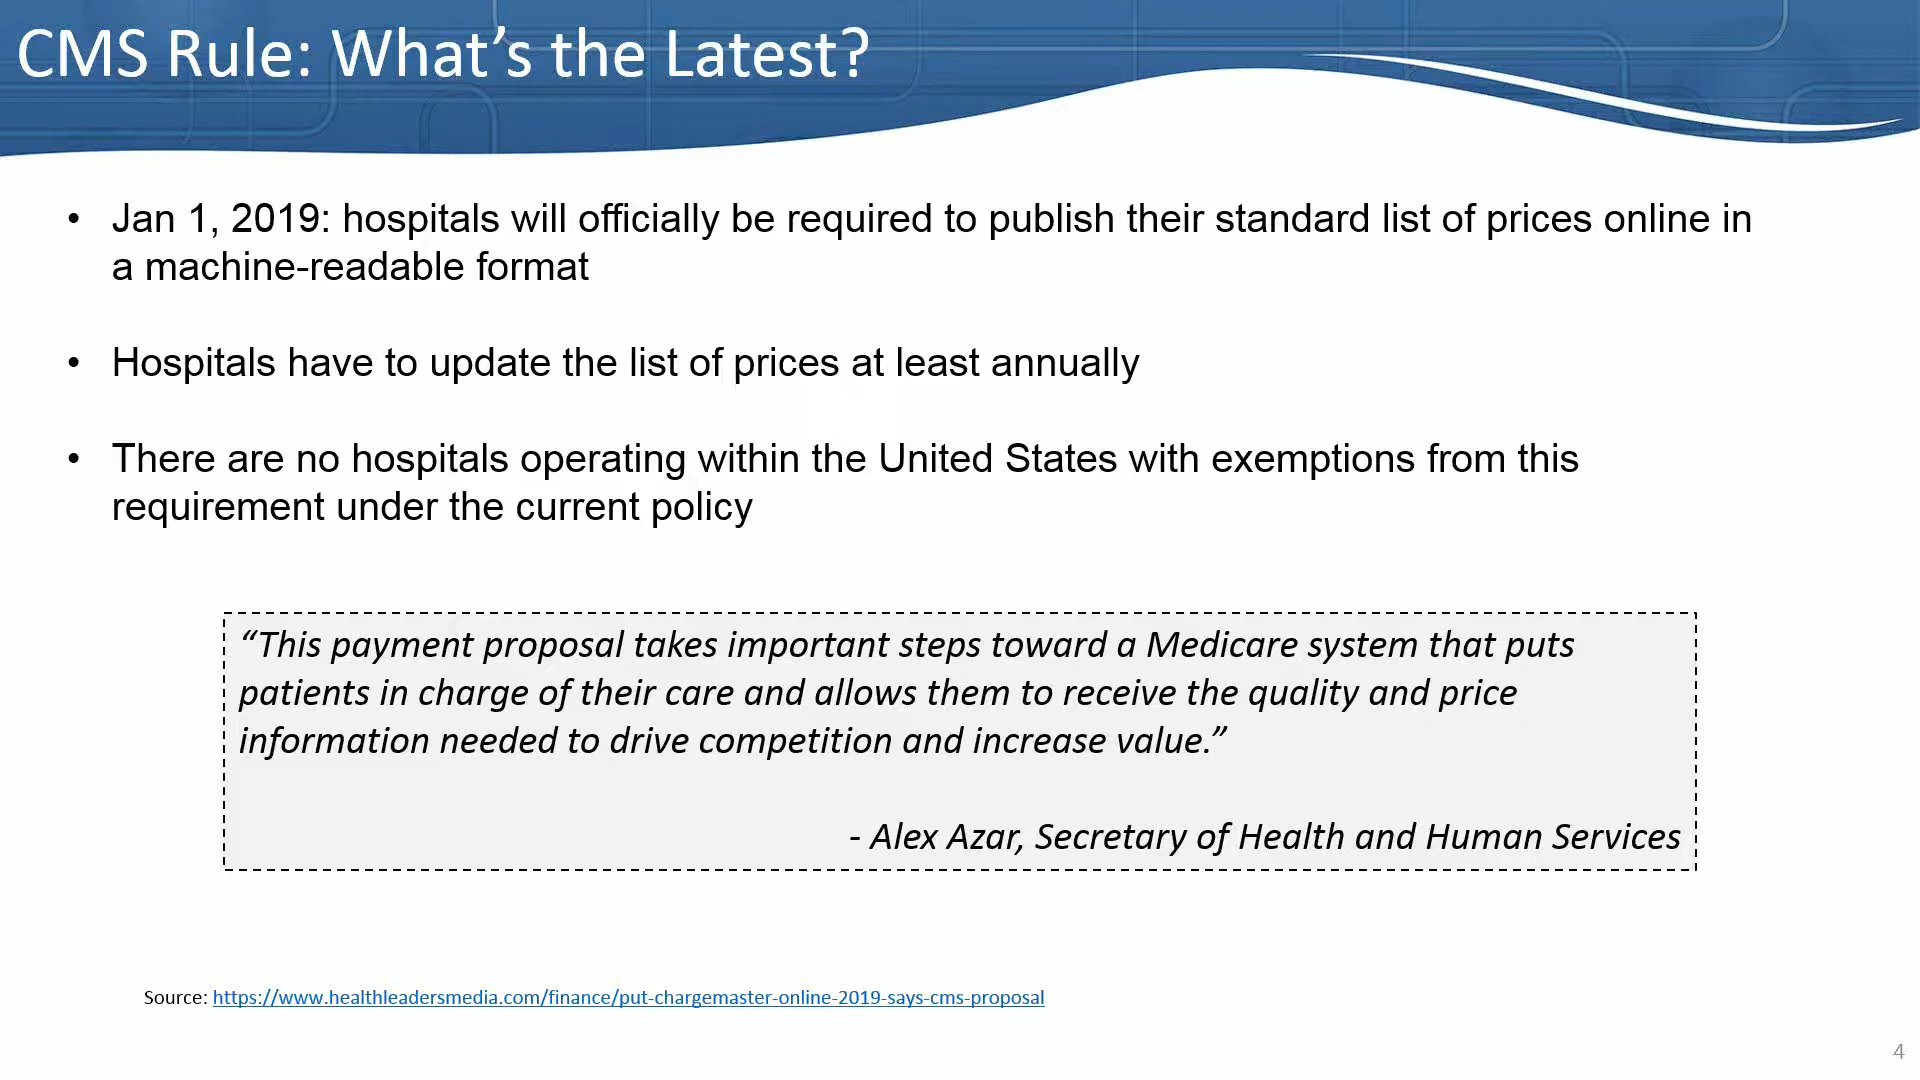 CMS Rule: What’s the Latest?
• Jan 1, 2019: hospitals will officially be required to publish their standard list of prices online in
a machine-readable format
• Hospitals have to update the list of prices at least annually
• There are no hospitals operating within the United States with exemptions from this
requirement under the current policy
“This payment proposal takes important steps toward a Medicare system that puts
patients in charge of their care and allows them to receive the quality and price
information needed to drive competition and increase value.”
- Alex Azar, Secretary of Health and Human Services
Source: https://www.healthleadersmedia.com/finance/put-chargemaster-online-2019-says-cms-proposal
4